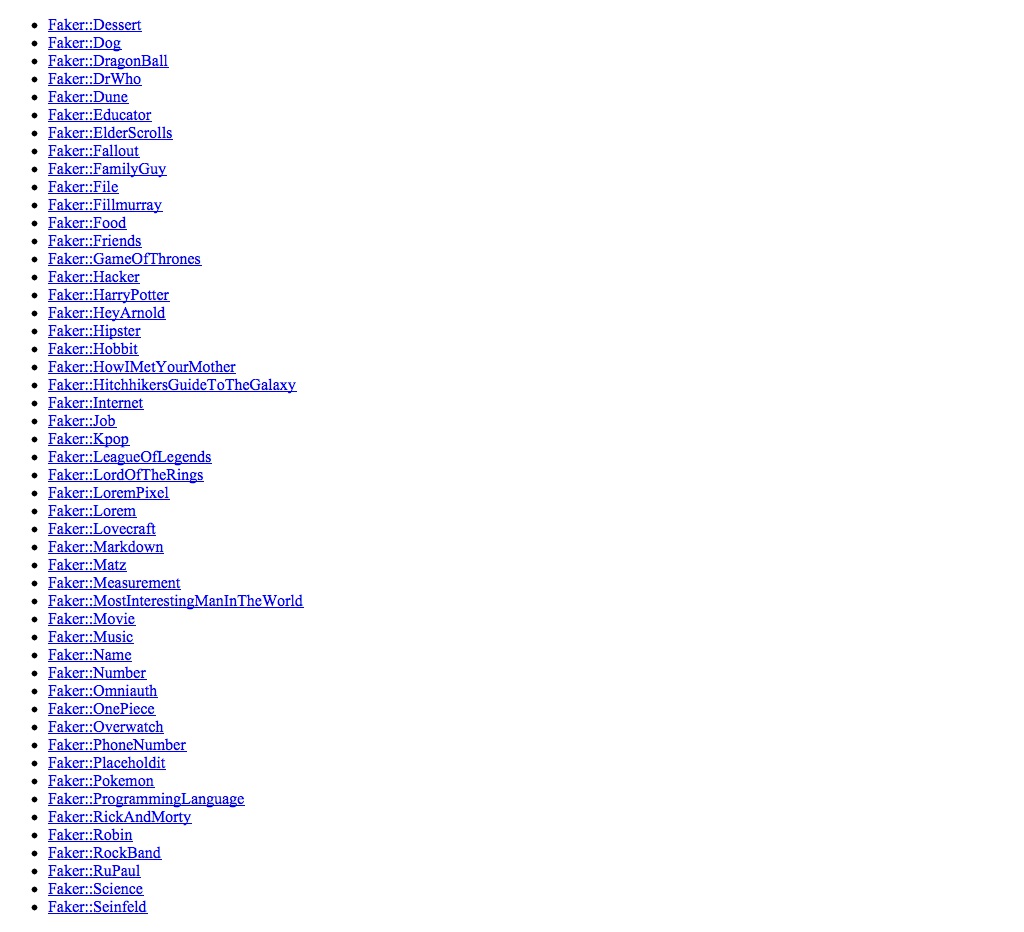 Faker::Dessert
Faker::Dog
Faker::DragonBall
Faker::DrWho
Faker::Dune
Faker::Educator
Faker::ElderScrolls
Faker::Fallout
Faker::FamilyGuy
Faker::File
Faker::Fillmurray
Faker::Food
Faker::Friends
Faker::GameOfThrones
Faker::Hacker
Faker::HarryPotter
Faker::HeyArnold
Faker::Hipster
Faker::Hobbit
Faker::HowIMetYourMother
Faker::HitchhikersGuideToTheGalaxy
Faker::Internet
Faker::Job
Faker::Kpop
Faker::LeagueOfLegends
Faker::LordOfTheRings
Faker::LoremPixel
Faker::Lorem
Faker::Lovecraft
Faker::Markdown
Faker::Matz
Faker::Measurement
Faker::MostInterestingManInTheWorld
Faker::Movie
Faker::Music
Faker::Name
Faker::Number
Faker::Omniauth
Faker::OnePiece
Faker::Overwatch
Faker::PhoneNumber
Faker::Placeholdit
Faker::Pokemon
Faker::ProgrammingLanguage
Faker::RickAndMorty
Faker::Robin
Faker::RockBand
Faker::RuPaul
Faker::Science
Faker::Seinfeld